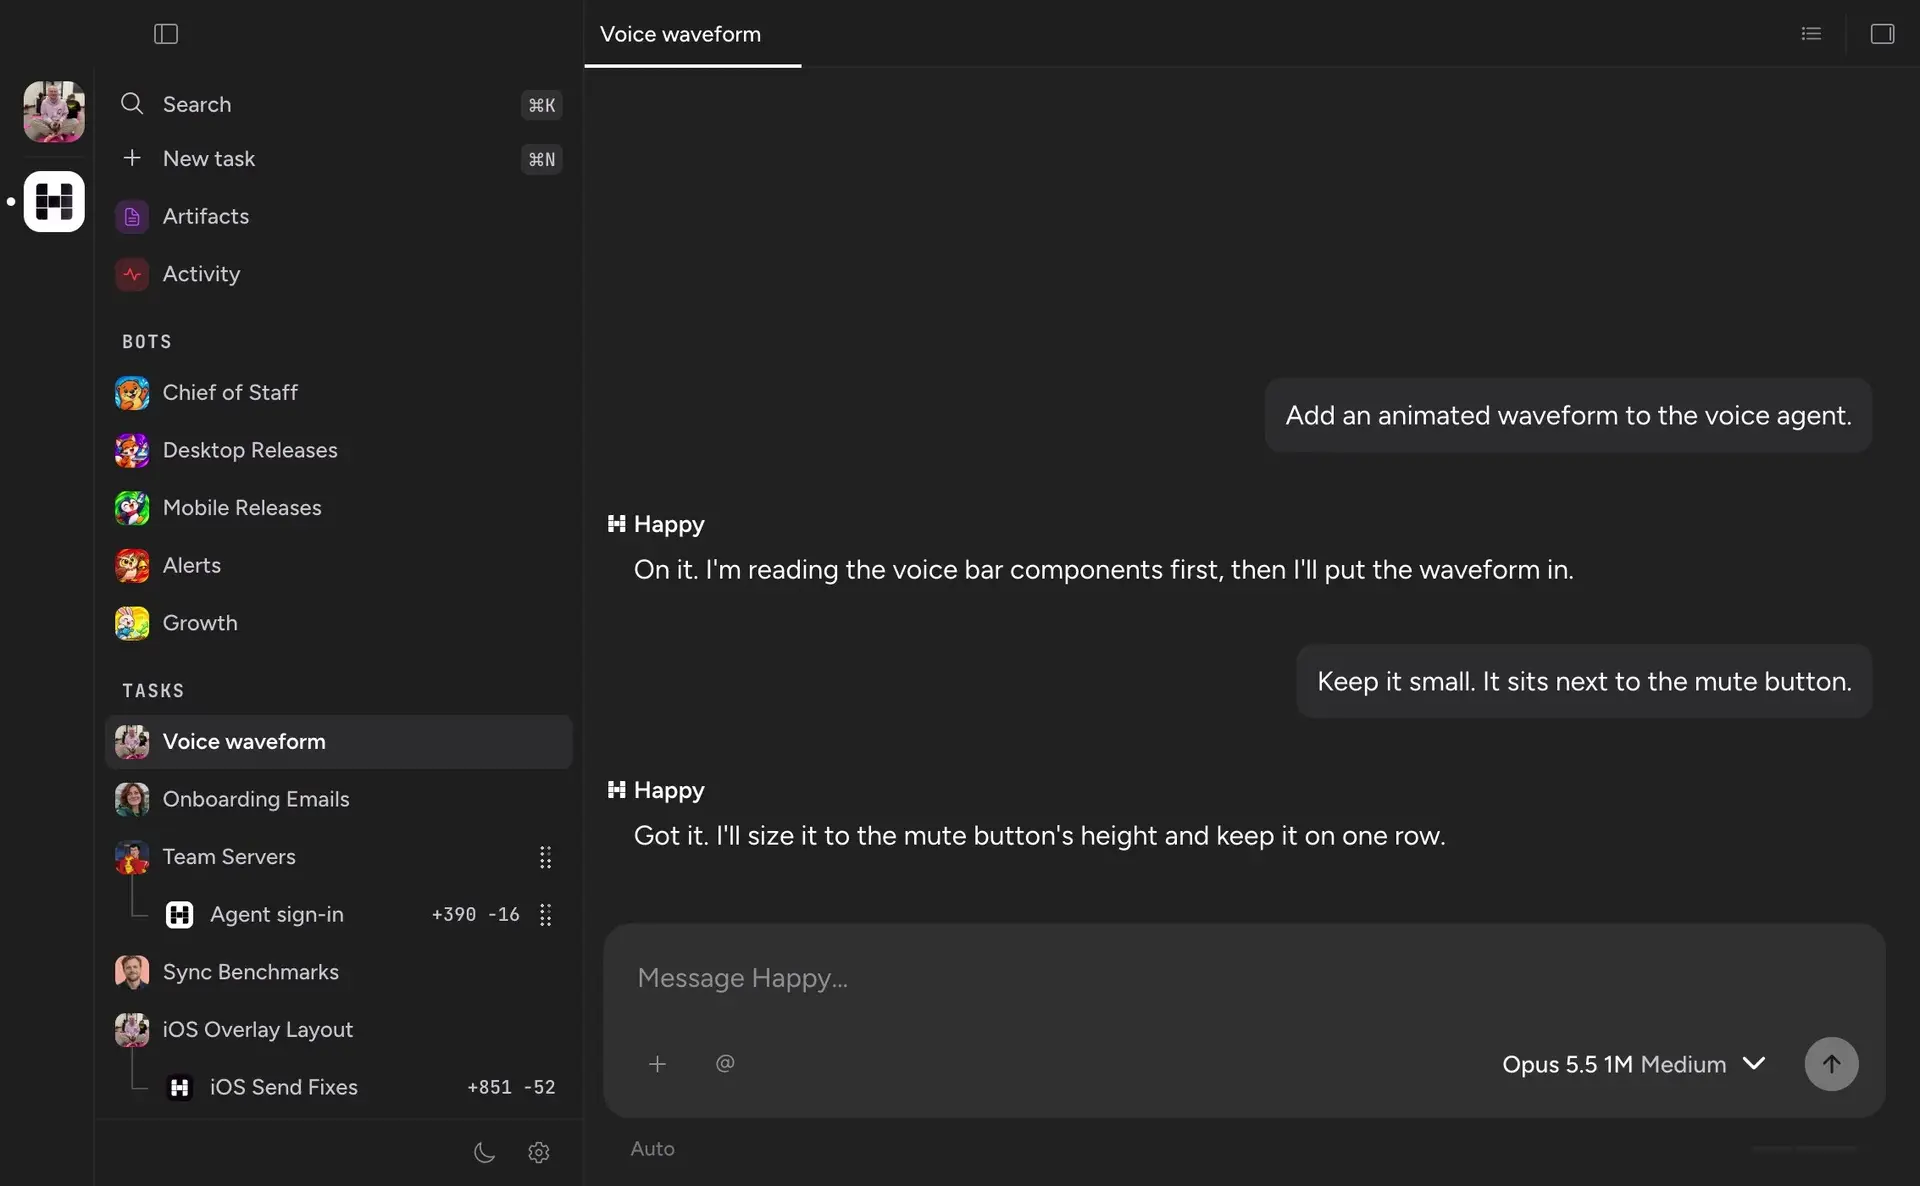 Voice waveform
Search ⌘K
New task ⌘N
Artifacts
Activity
BOTS
Chief of Staff
Desktop Releases
Mobile Releases
Alerts
Growth
TASKS
Voice waveform
Onboarding Emails
Team Servers
Agent sign-in +390 -16
Sync Benchmarks
iOS Overlay Layout
iOS Send Fixes +851 -52
Add an animated waveform to the voice agent.
Happy
On it. I'm reading the voice bar components first, then I'll put the waveform in.
Keep it small. It sits next to the mute button.
Happy
Got it. I'll size it to the mute button's height and keep it on one row.
Message Happy...
@
Opus 5.5 1M Medium
Auto